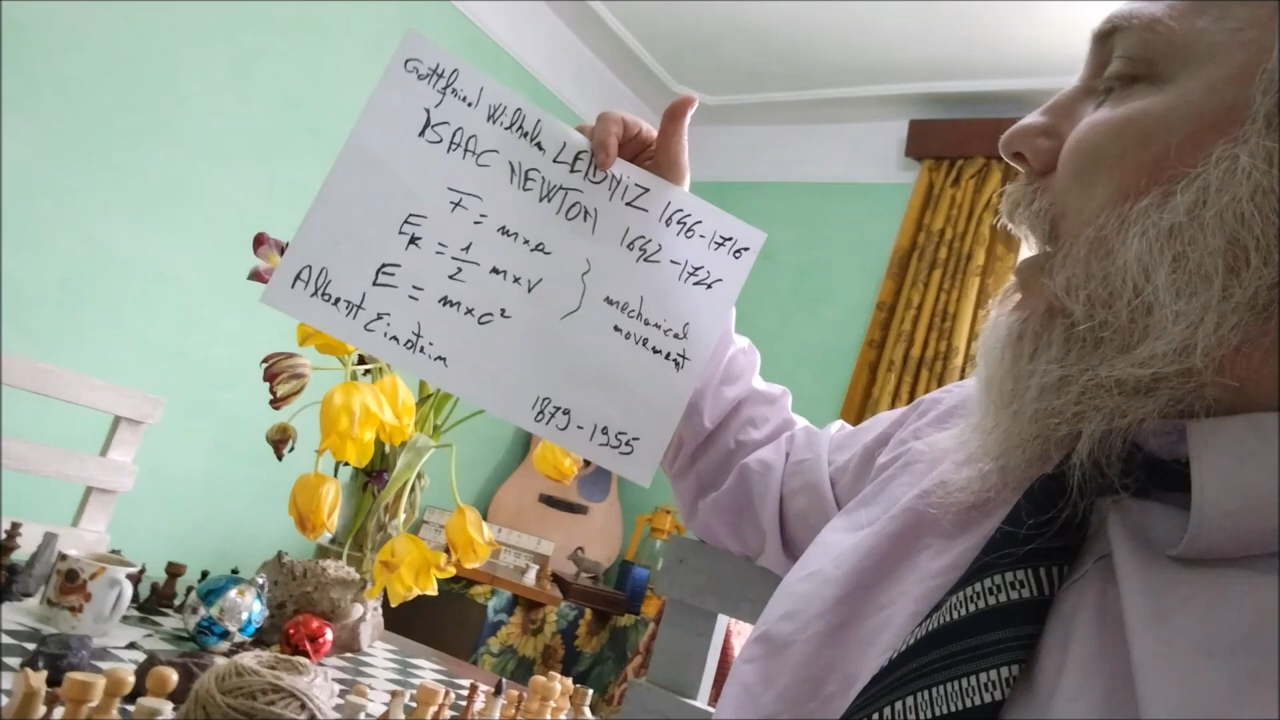 Gottfried Wilhelm LEIBNIZ 1646-1716
ISAAC NEWTON 1642-1726
F = m×a
Ek = 1/2 m×v } mechanical movement
E = m×c²
Albert Einstein 1879-1955